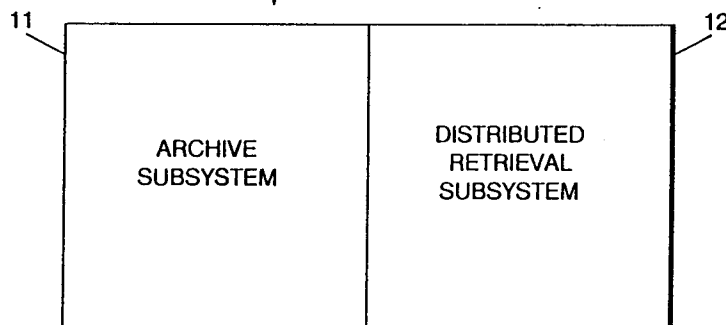 11
12
ARCHIVE
SUBSYSTEM
DISTRIBUTED
RETRIEVAL
SUBSYSTEM